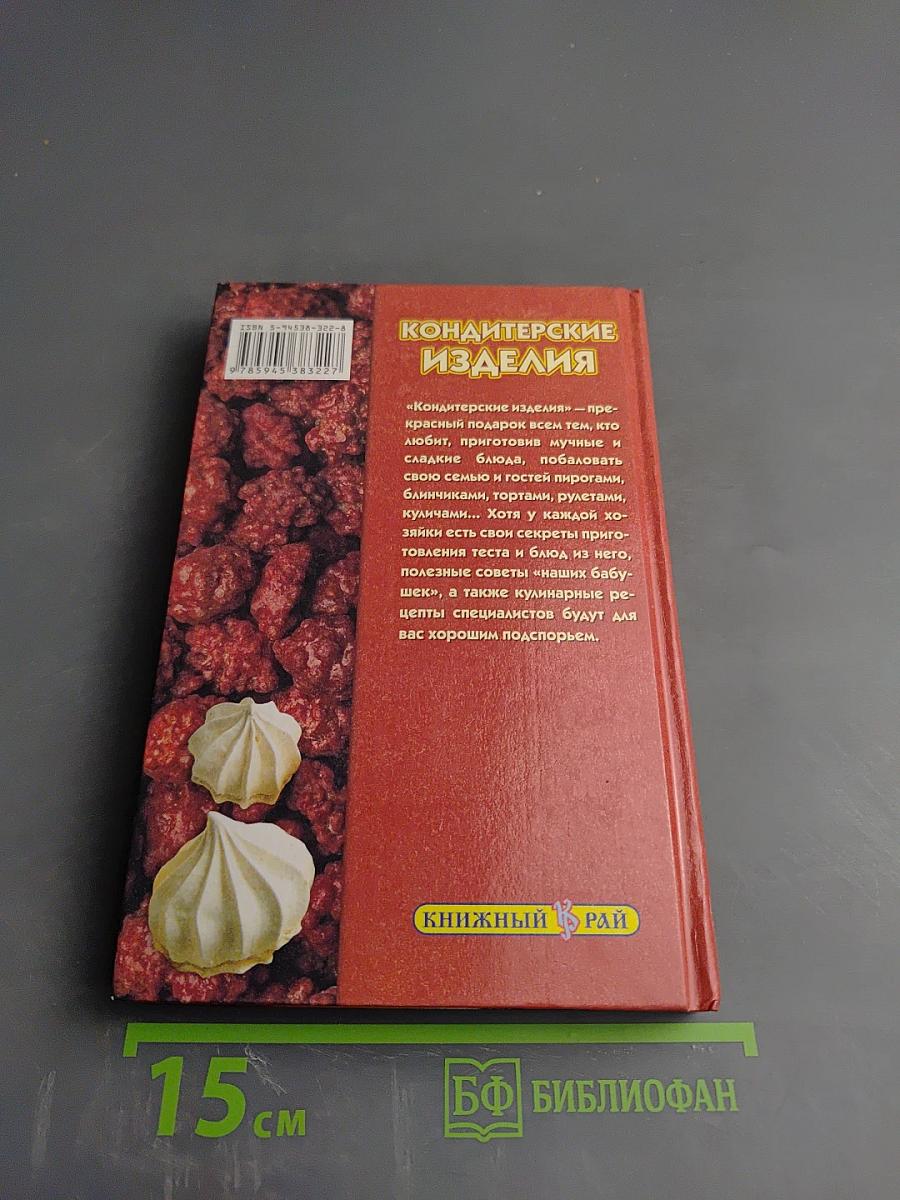 ISBN 5-94538-322-8
9 785945 383227
КОНДИТЕРСКИЕ
ИЗДЕЛИЯ
«Кондитерские изделия» — пре-
красный подарок всем тем, кто
любит, приготовив мучные и
сладкие блюда, побаловать
свою семью и гостей пирогами,
блинчиками, тортами, рулетами,
куличами... Хотя у каждой хо-
зяйки есть свои секреты приго-
товления теста и блюд из него,
полезные советы «наших бабу-
шек», а также кулинарные ре-
цепты специалистов будут для
вас хорошим подспорьем.
КНИЖНЫЙ КРАЙ
15 см
БФ БИБЛИОФАН